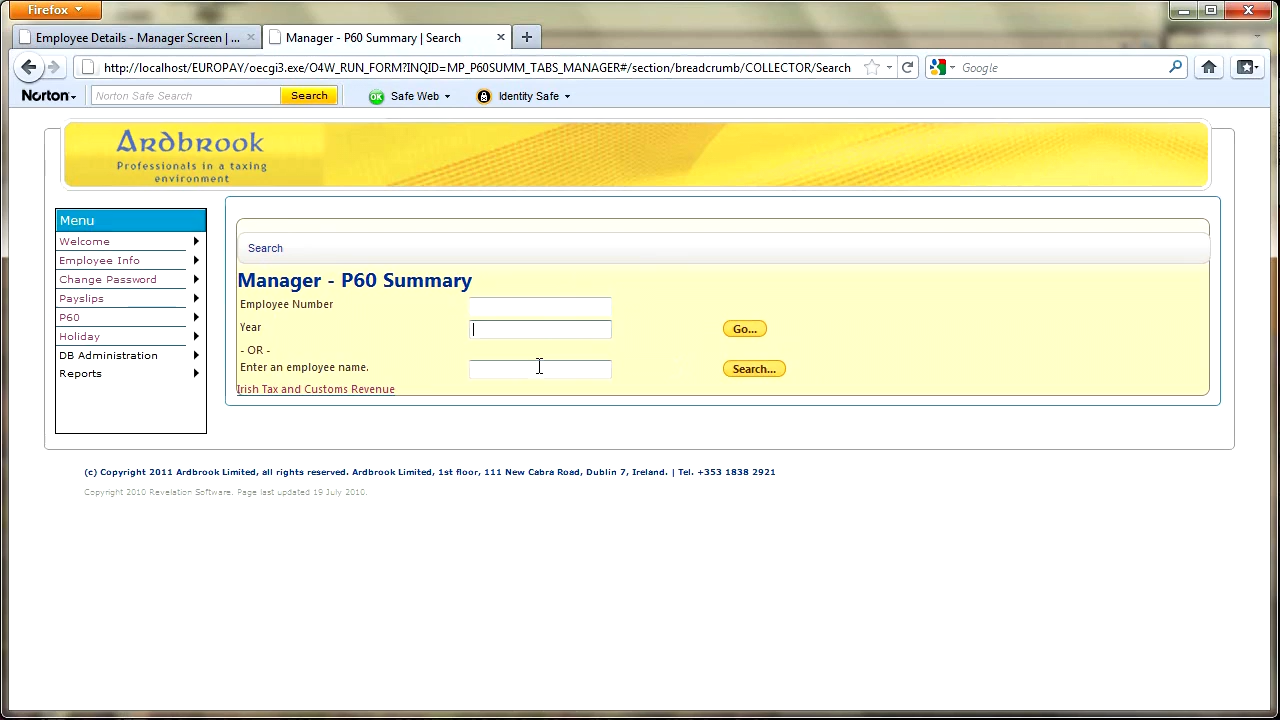 Firefox
Employee Details - Manager Screen | ...
Manager - P60 Summary | Search
http://localhost/EUROPAY/oecgi3.exe/O4W_RUN_FORM?INQID=MP_P60SUMM_TABS_MANAGER#/section/breadcrumb/COLLECTOR/Search
Google
Norton
Norton Safe Search
Search
OK
Safe Web
Identity Safe
Ardbrook
Professionals in a taxing
environment
Menu
Welcome
Employee Info
Change Password
Payslips
P60
Holiday
DB Administration
Reports
Search
Manager - P60 Summary
Employee Number
Year
Go...
- OR -
Enter an employee name.
Search...
Irish Tax and Customs Revenue
(c) Copyright 2011 Ardbrook Limited, all rights reserved. Ardbrook Limited, 1st floor, 111 New Cabra Road, Dublin 7, Ireland. | Tel. +353 1838 2921
Copyright 2010 Revelation Software. Page last updated 19 July 2010.